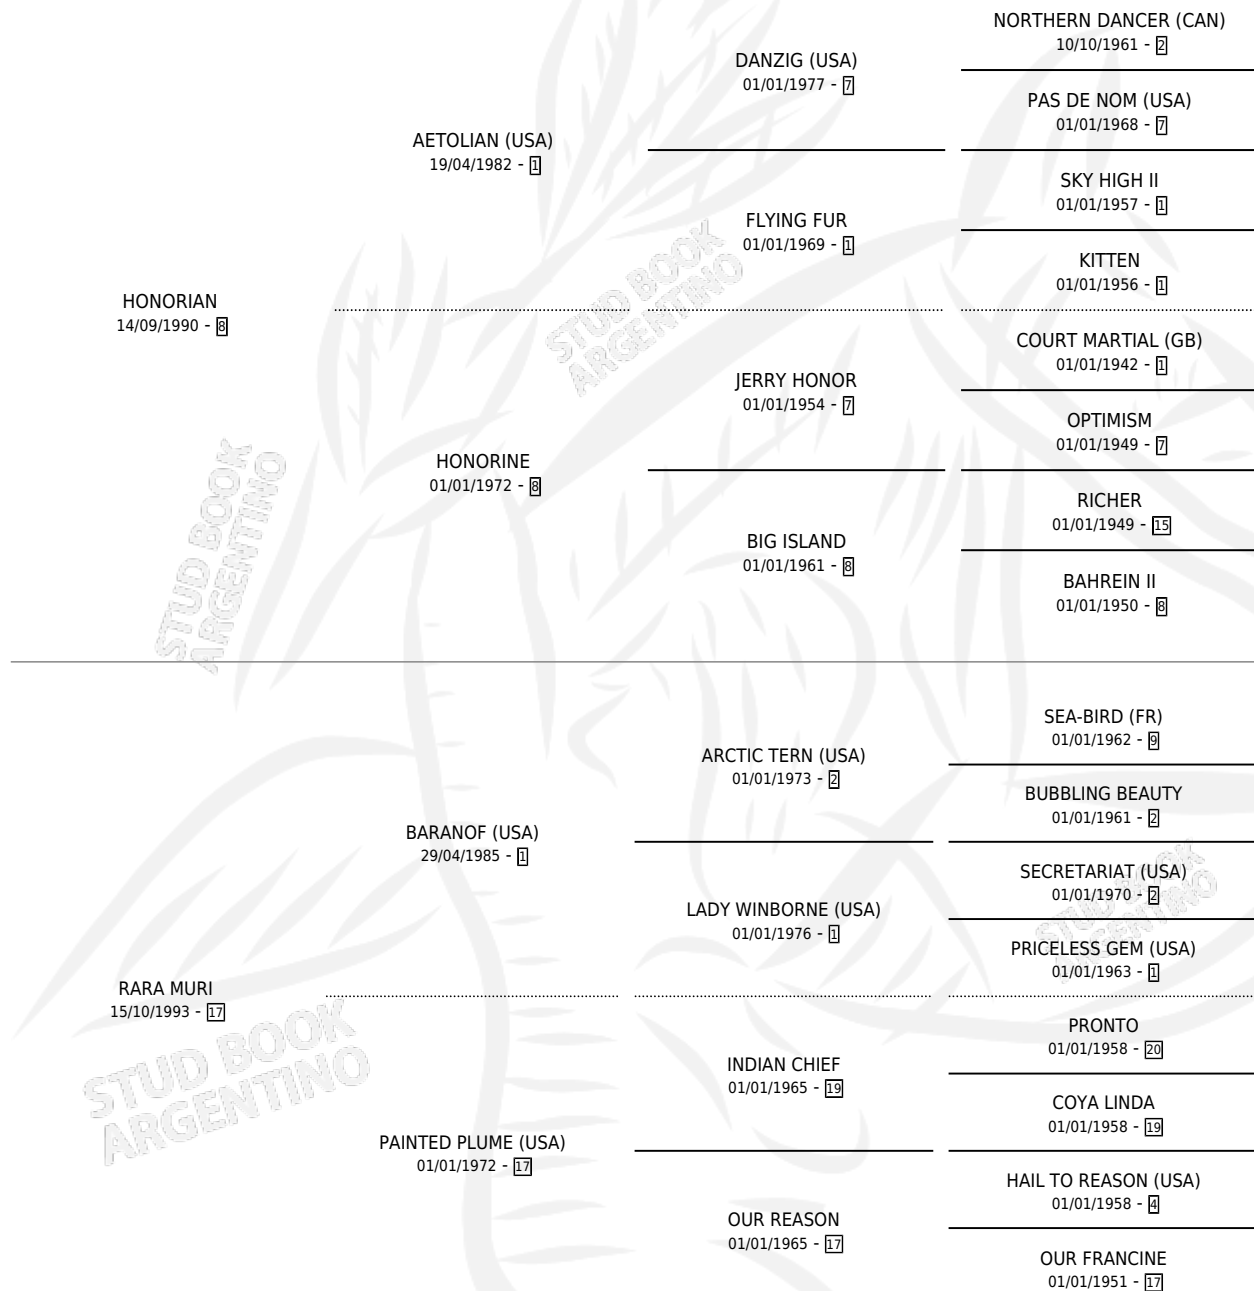 NORTHERN DANCER (CAN)
10/10/1961 - 2
DANZIG (USA)
01/01/1977 - 7
PAS DE NOM (USA)
01/01/1968 - 7
AETOLIAN (USA)
19/04/1982 - 1
SKY HIGH II
01/01/1957 - 1
FLYING FUR
01/01/1969 - 1
KITTEN
01/01/1956 - 1
HONORIAN
14/09/1990 - 8
COURT MARTIAL (GB)
01/01/1942 - 1
JERRY HONOR
01/01/1954 - 7
OPTIMISM
01/01/1949 - 7
HONORINE
01/01/1972 - 8
RICHER
01/01/1949 - 15
BIG ISLAND
01/01/1961 - 8
BAHREIN II
01/01/1950 - 8
SEA-BIRD (FR)
01/01/1962 - 9
ARCTIC TERN (USA)
01/01/1973 - 2
BUBBLING BEAUTY
01/01/1961 - 2
BARANOF (USA)
29/04/1985 - 1
SECRETARIAT (USA)
01/01/1970 - 2
LADY WINBORNE (USA)
01/01/1976 - 1
PRICELESS GEM (USA)
01/01/1963 - 1
RARA MURI
15/10/1993 - 17
PRONTO
01/01/1958 - 20
INDIAN CHIEF
01/01/1965 - 19
COYA LINDA
01/01/1958 - 19
PAINTED PLUME (USA)
01/01/1972 - 17
HAIL TO REASON (USA)
01/01/1958 - 4
OUR REASON
01/01/1965 - 17
OUR FRANCINE
01/01/1951 - 17
STUD BOOK
ARGENTINO
STUD BOOK
ARGENTINO
STUD BOOK
ARGENTINO
STUD BOOK
ARGENTINO